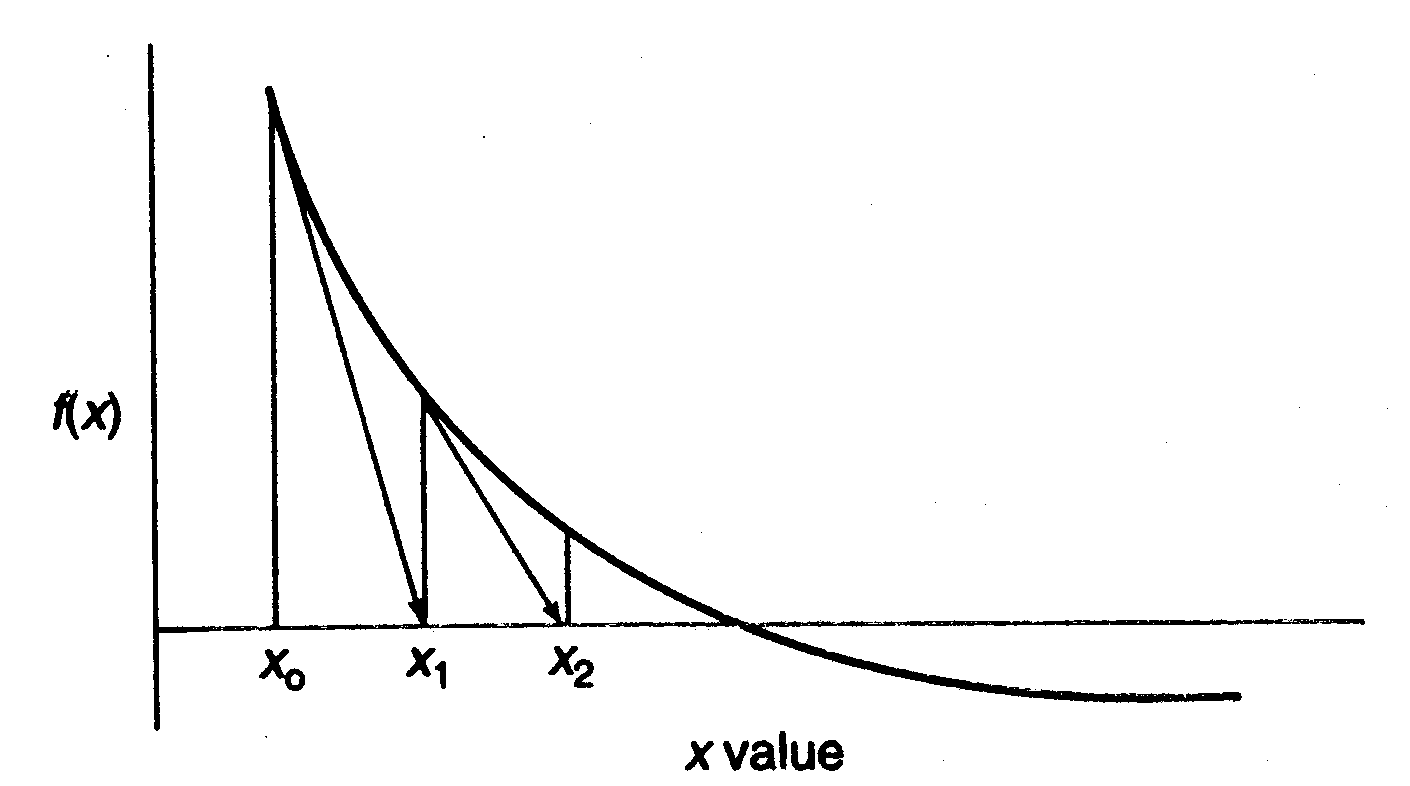 f(x)
x₀ x₁ x₂
x value